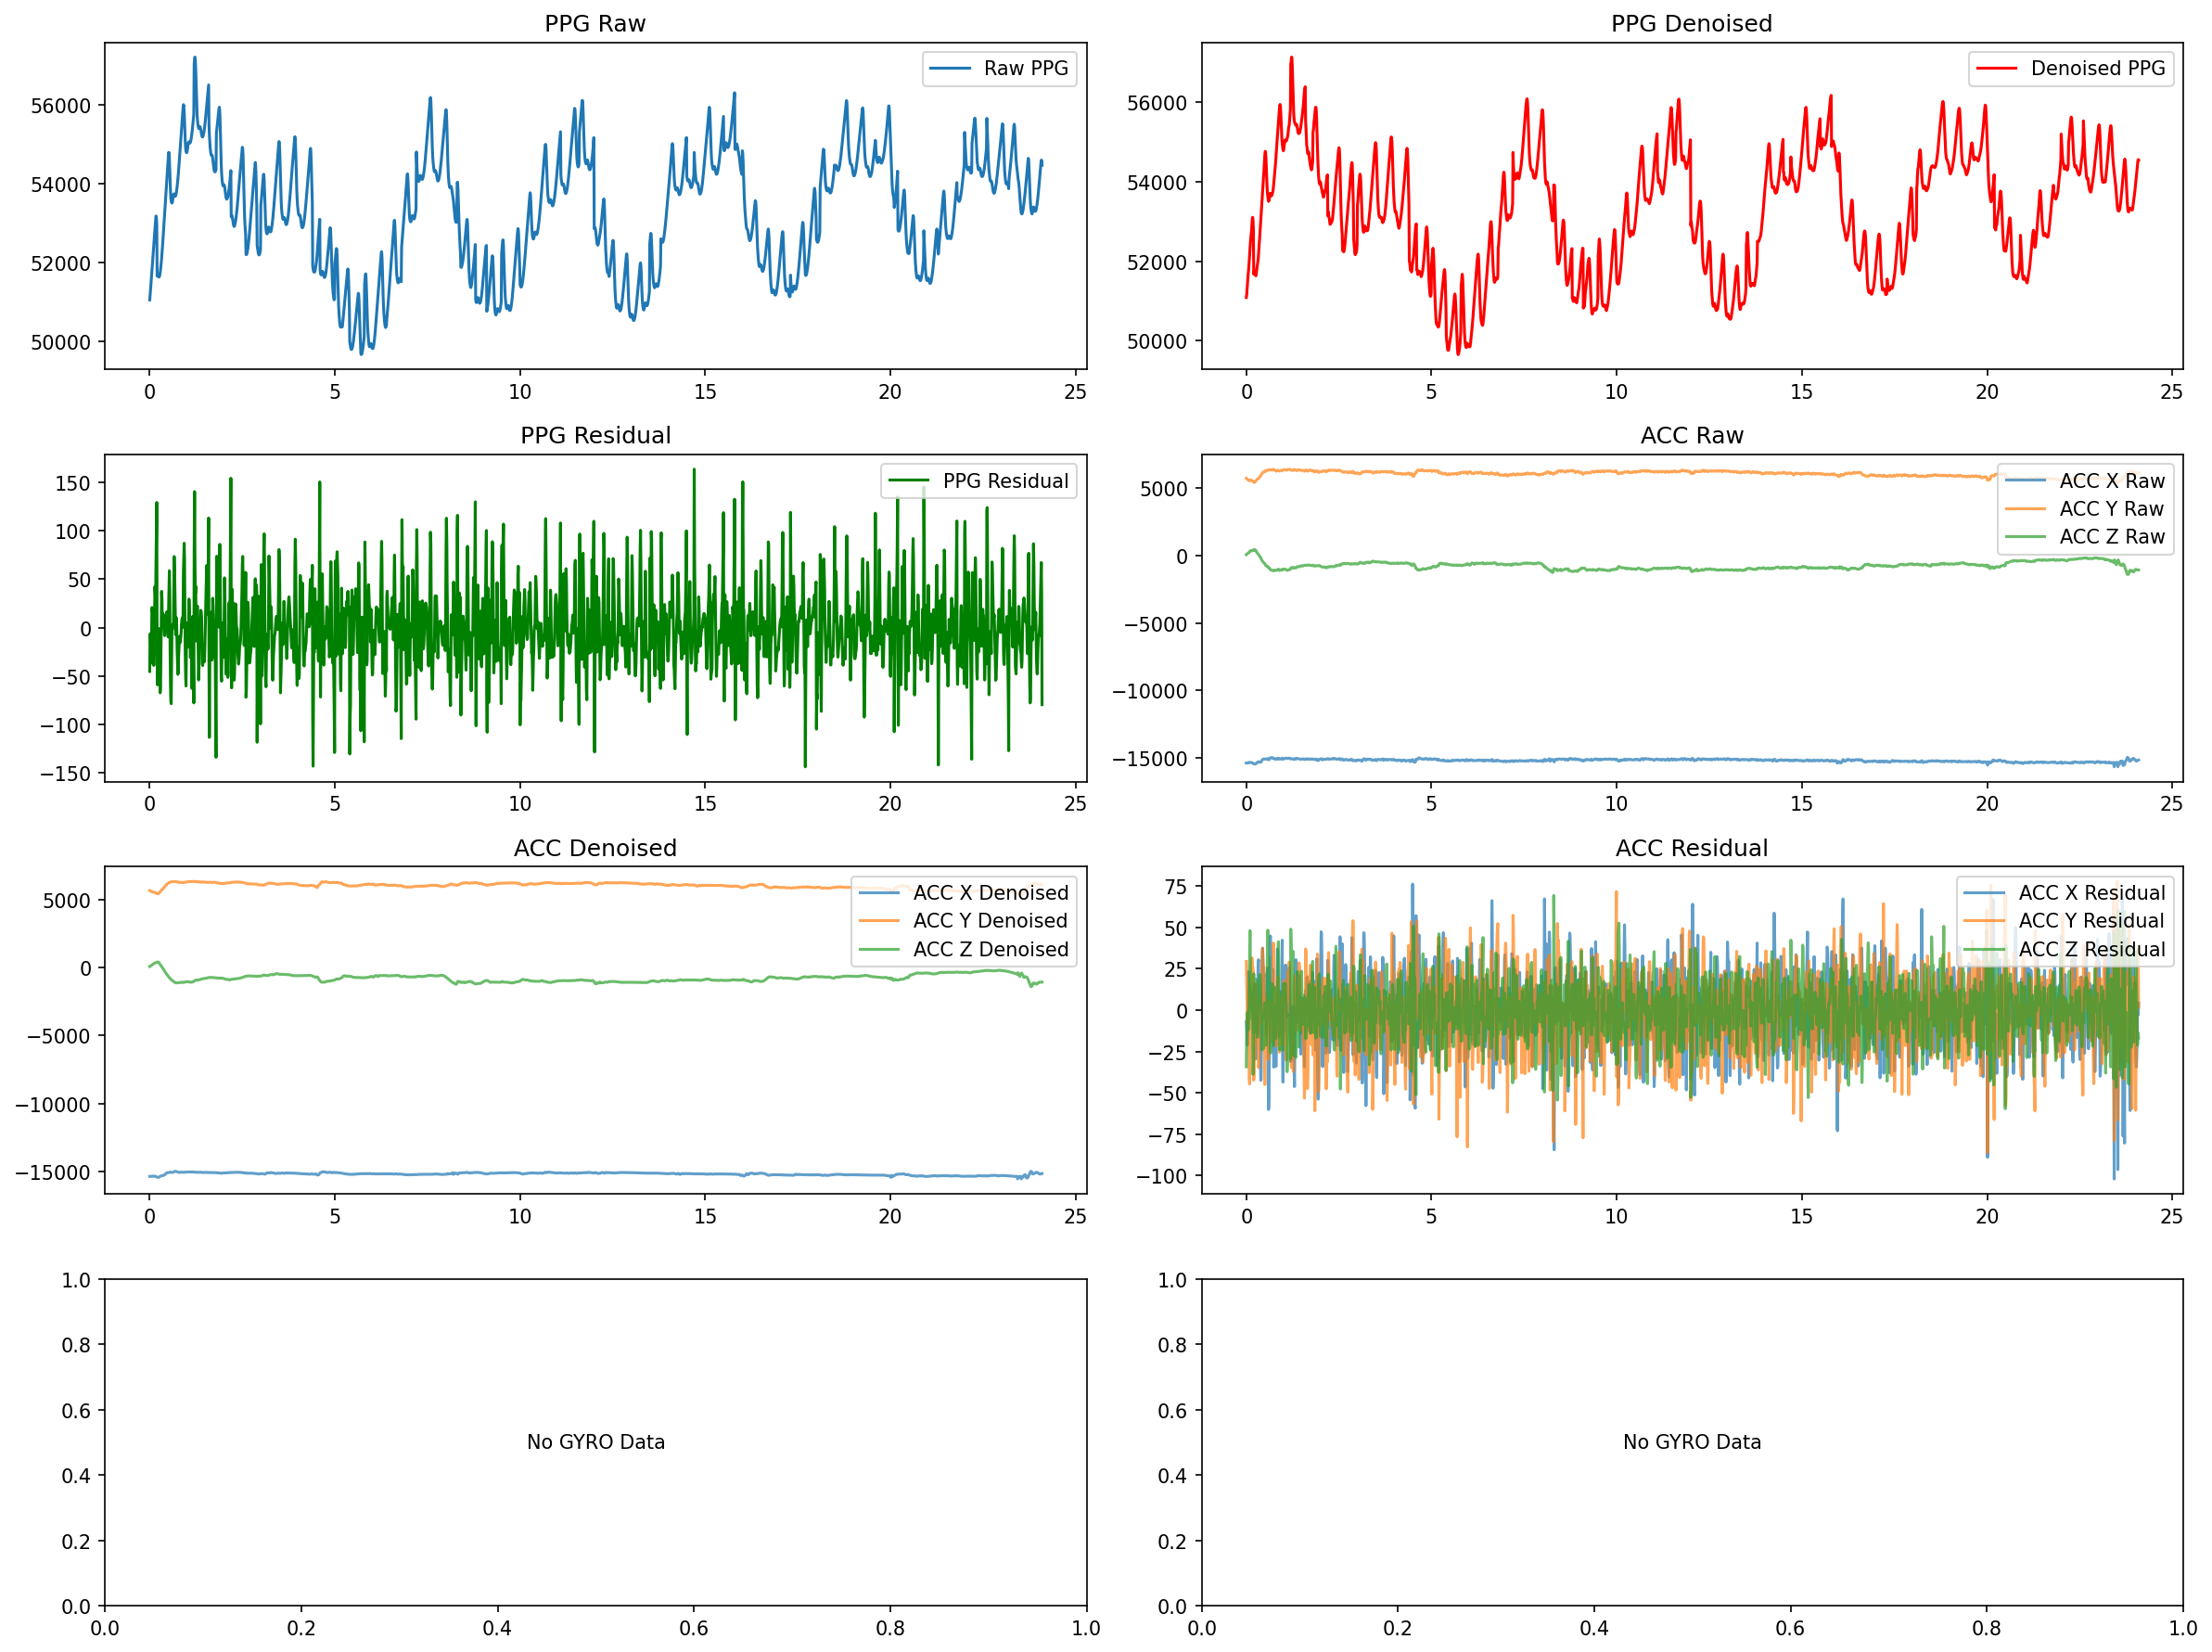 PPG Raw
Raw PPG
56000
54000
52000
50000
0 5 10 15 20 25
PPG Denoised
Denoised PPG
56000
54000
52000
50000
0 5 10 15 20 25
PPG Residual
PPG Residual
150
100
50
0
−50
−100
−150
0 5 10 15 20 25
ACC Raw
ACC X Raw
ACC Y Raw
ACC Z Raw
5000
0
−5000
−10000
−15000
0 5 10 15 20 25
ACC Denoised
ACC X Denoised
ACC Y Denoised
ACC Z Denoised
5000
0
−5000
−10000
−15000
0 5 10 15 20 25
ACC Residual
ACC X Residual
ACC Y Residual
ACC Z Residual
75
50
25
0
−25
−50
−75
−100
0 5 10 15 20 25
1.0
0.8
0.6
No GYRO Data
0.4
0.2
0.0
0.0 0.2 0.4 0.6 0.8 1.0
1.0
0.8
0.6
No GYRO Data
0.4
0.2
0.0
0.0 0.2 0.4 0.6 0.8 1.0